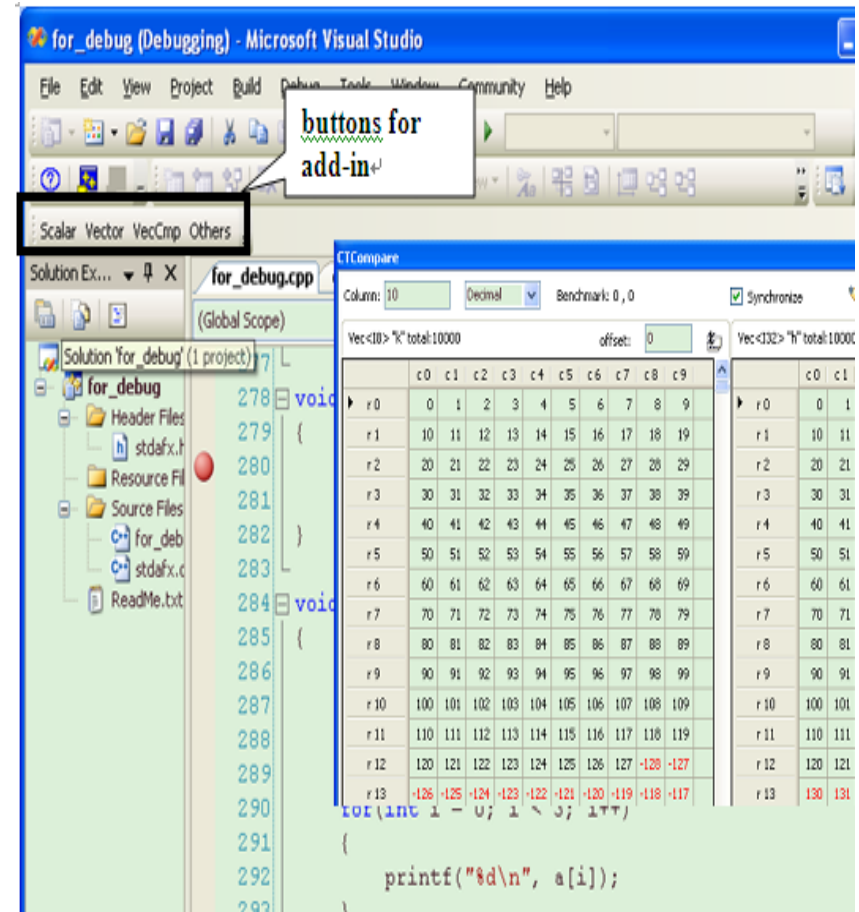 for_debug (Debugging) - Microsoft Visual Studio
File Edit View Project Build Debug Tools Window Community Help
buttons for
add-in
Scalar Vector VecCmp Others
Solution Ex...
for_debug.cpp
CTCompare
Column: 10 Decimal Benchmark: 0 , 0 Synchronize
(Global Scope)
Vec<I8> "k" total:10000 offset: 0 Vec<I32> "h" total:10000
Solution 'for_debug' (1 project)
for_debug
Header Files
stdafx.h
Resource Fil
Source Files
for_deb
stdafx.c
ReadMe.txt
c0 c1 c2 c3 c4 c5 c6 c7 c8 c9 c0 c1
r0 0 1 2 3 4 5 6 7 8 9 r0 0 1
r1 10 11 12 13 14 15 16 17 18 19 r1 10 11
r2 20 21 22 23 24 25 26 27 28 29 r2 20 21
r3 30 31 32 33 34 35 36 37 38 39 r3 30 31
r4 40 41 42 43 44 45 46 47 48 49 r4 40 41
r5 50 51 52 53 54 55 56 57 58 59 r5 50 51
r6 60 61 62 63 64 65 66 67 68 69 r6 60 61
r7 70 71 72 73 74 75 76 77 78 79 r7 70 71
r8 80 81 82 83 84 85 86 87 88 89 r8 80 81
r9 90 91 92 93 94 95 96 97 98 99 r9 90 91
r10 100 101 102 103 104 105 106 107 108 109 r10 100 101
r11 110 111 112 113 114 115 116 117 118 119 r11 110 111
r12 120 121 122 123 124 125 126 127 -128 -127 r12 120 121
r13 -126 -125 -124 -123 -122 -121 -120 -119 -118 -117 r13 130 131
278 void
279 {
280
281
282 }
283
284 void
285 {
286
287
288
289
290 for(int i = 0; i < 3; i++)
291 {
292 printf("%d\n", a[i]);
293 }